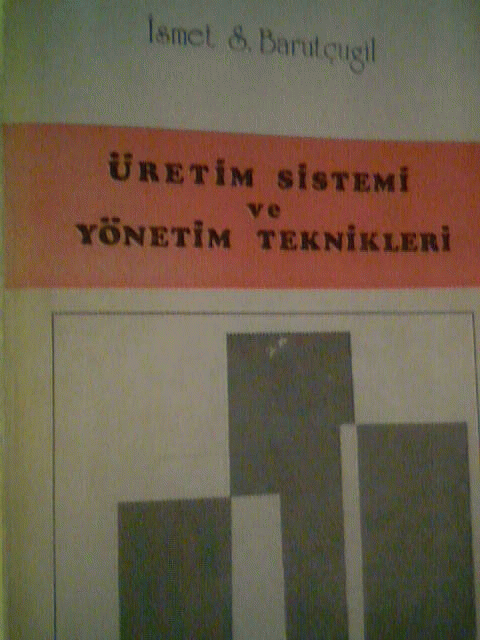 İsmet S. Barutçugil
ÜRETİM SİSTEMİ
ve
YÖNETİM TEKNİKLERİ